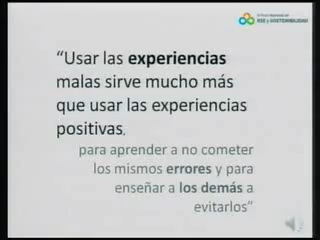 RSE y SOSTENIBILIDAD
“Usar las experiencias
malas sirve mucho más
que usar las experiencias
positivas,
para aprender a no cometer
los mismos errores y para
enseñar a los demás a
evitarlos”